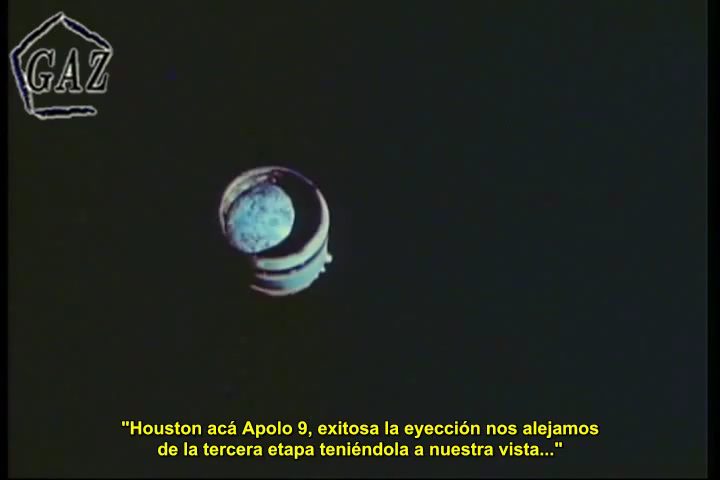 GAZ
"Houston acá Apolo 9, exitosa la eyección nos alejamos
de la tercera etapa teniéndola a nuestra vista..."